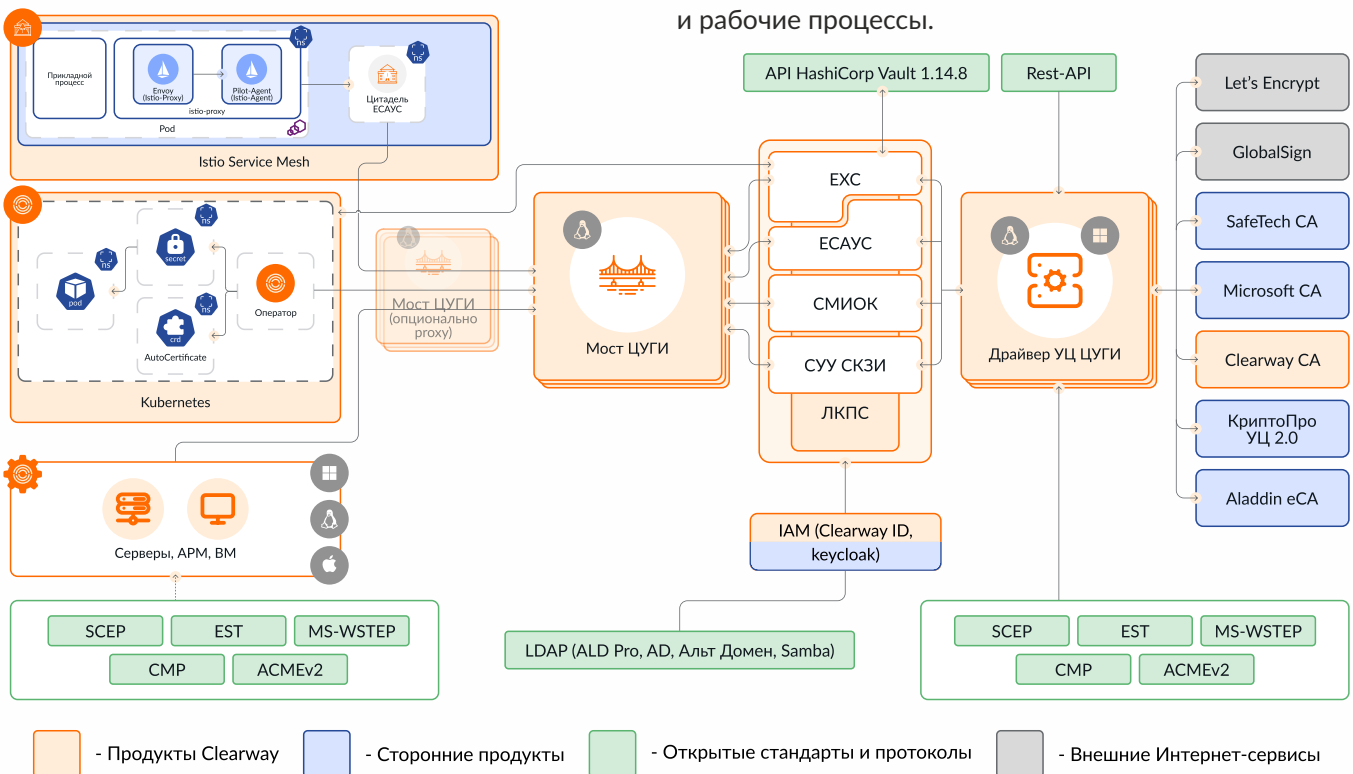 и рабочие процессы.
ns
Прикладной
процесс
Envoy
(Istio-Proxy)
Pilot-Agent
(Istio-Agent)
istio-proxy
Pod
ns
Цитадель
ЕСАУС
Istio Service Mesh
API HashiCorp Vault 1.14.8
Rest-API
Let's Encrypt
GlobalSign
SafeTech CA
Microsoft CA
Clearway CA
КриптоПро
УЦ 2.0
Aladdin eCA
ns
secret
ns
pod
ns
crd
AutoCertificate
Оператор
Kubernetes
Мост ЦУГИ
(опционально
proxy)
Мост ЦУГИ
ЕХС
ЕСАУС
СМИОК
СУУ СКЗИ
ЛКПС
Драйвер УЦ ЦУГИ
Серверы, АРМ, ВМ
IAM (Clearway ID,
keycloak)
LDAP (ALD Pro, AD, Альт Домен, Samba)
SCEP
EST
MS-WSTEP
CMP
ACMEv2
SCEP
EST
MS-WSTEP
CMP
ACMEv2
- Продукты Clearway
- Сторонние продукты
- Открытые стандарты и протоколы
- Внешние Интернет-сервисы